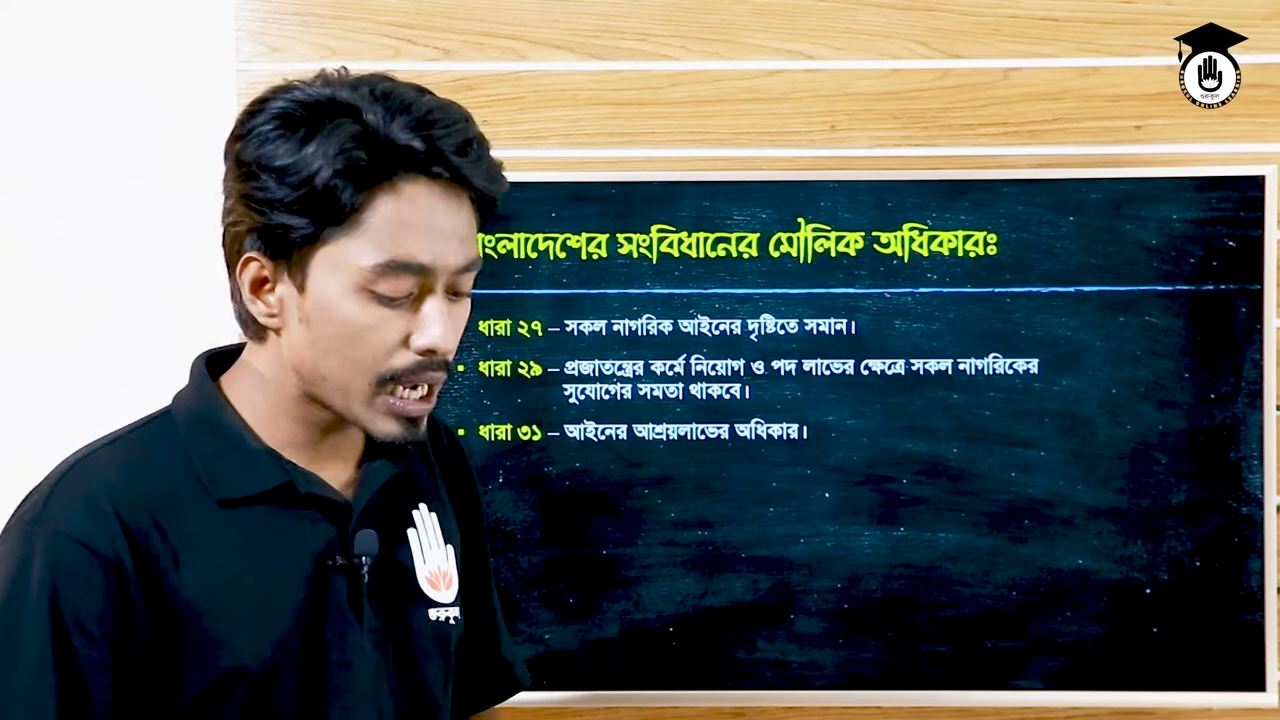 গুরুকুল
বাংলাদেশের সংবিধানের মৌলিক অধিকারঃ
ধারা ২৭ – সকল নাগরিক আইনের দৃষ্টিতে সমান।
▪ ধারা ২৯ – প্রজাতন্ত্রের কর্মে নিয়োগ ও পদ লাভের ক্ষেত্রে সকল নাগরিকের
সুযোগের সমতা থাকবে।
▪ ধারা ৩১ – আইনের আশ্রয়লাভের অধিকার।
গুরুকুল